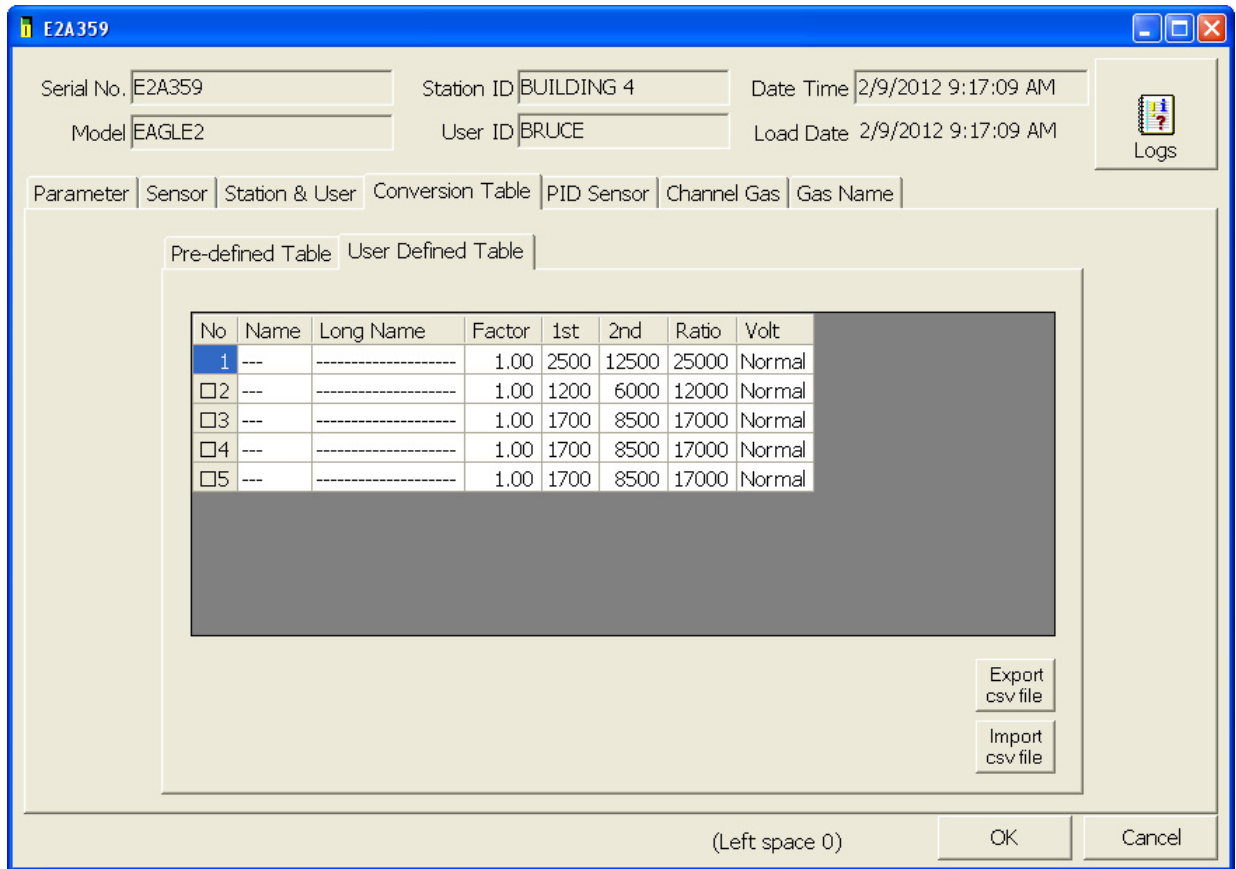 E2A359
Serial No. E2A359 Station ID BUILDING 4 Date Time 2/9/2012 9:17:09 AM
Model EAGLE2 User ID BRUCE Load Date 2/9/2012 9:17:09 AM
Logs
Parameter Sensor Station & User Conversion Table PID Sensor Channel Gas Gas Name
Pre-defined Table User Defined Table
No Name Long Name Factor 1st 2nd Ratio Volt
1 --- -------------------- 1.00 2500 12500 25000 Normal
☐2 --- -------------------- 1.00 1200 6000 12000 Normal
☐3 --- -------------------- 1.00 1700 8500 17000 Normal
☐4 --- -------------------- 1.00 1700 8500 17000 Normal
☐5 --- -------------------- 1.00 1700 8500 17000 Normal
Export
csv file
Import
csv file
(Left space 0) OK Cancel